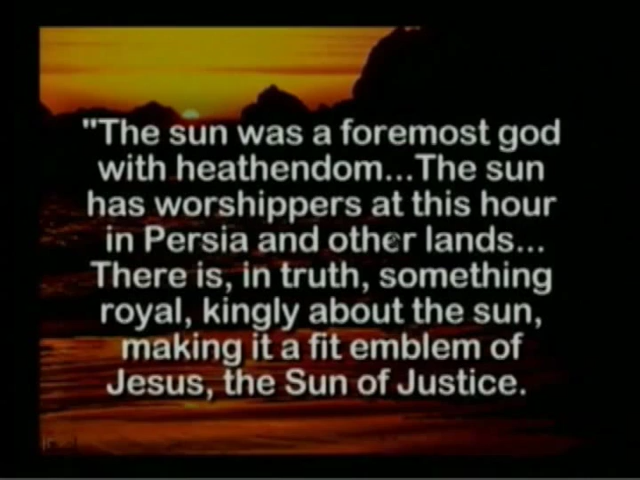 "The sun was a foremost god
with heathendom...The sun
has worshippers at this hour
in Persia and other lands...
There is, in truth, something
royal, kingly about the sun,
making it a fit emblem of
Jesus, the Sun of Justice.